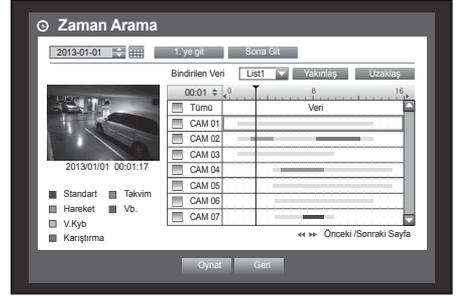 Zaman Arama
2013-01-01 1.'ye git Sona Git
Bindirilen Veri List1 Yakınlaş Uzaklaş
00:01 0 8 16
Tümü Veri
CAM 01
CAM 02
CAM 03
CAM 04
CAM 05
CAM 06
CAM 07
2013/01/01 00:01:17
Standart Takvim
Hareket Vb.
V.Kyb
Karıştırma
Önceki /Sonraki Sayfa
Oynat Geri